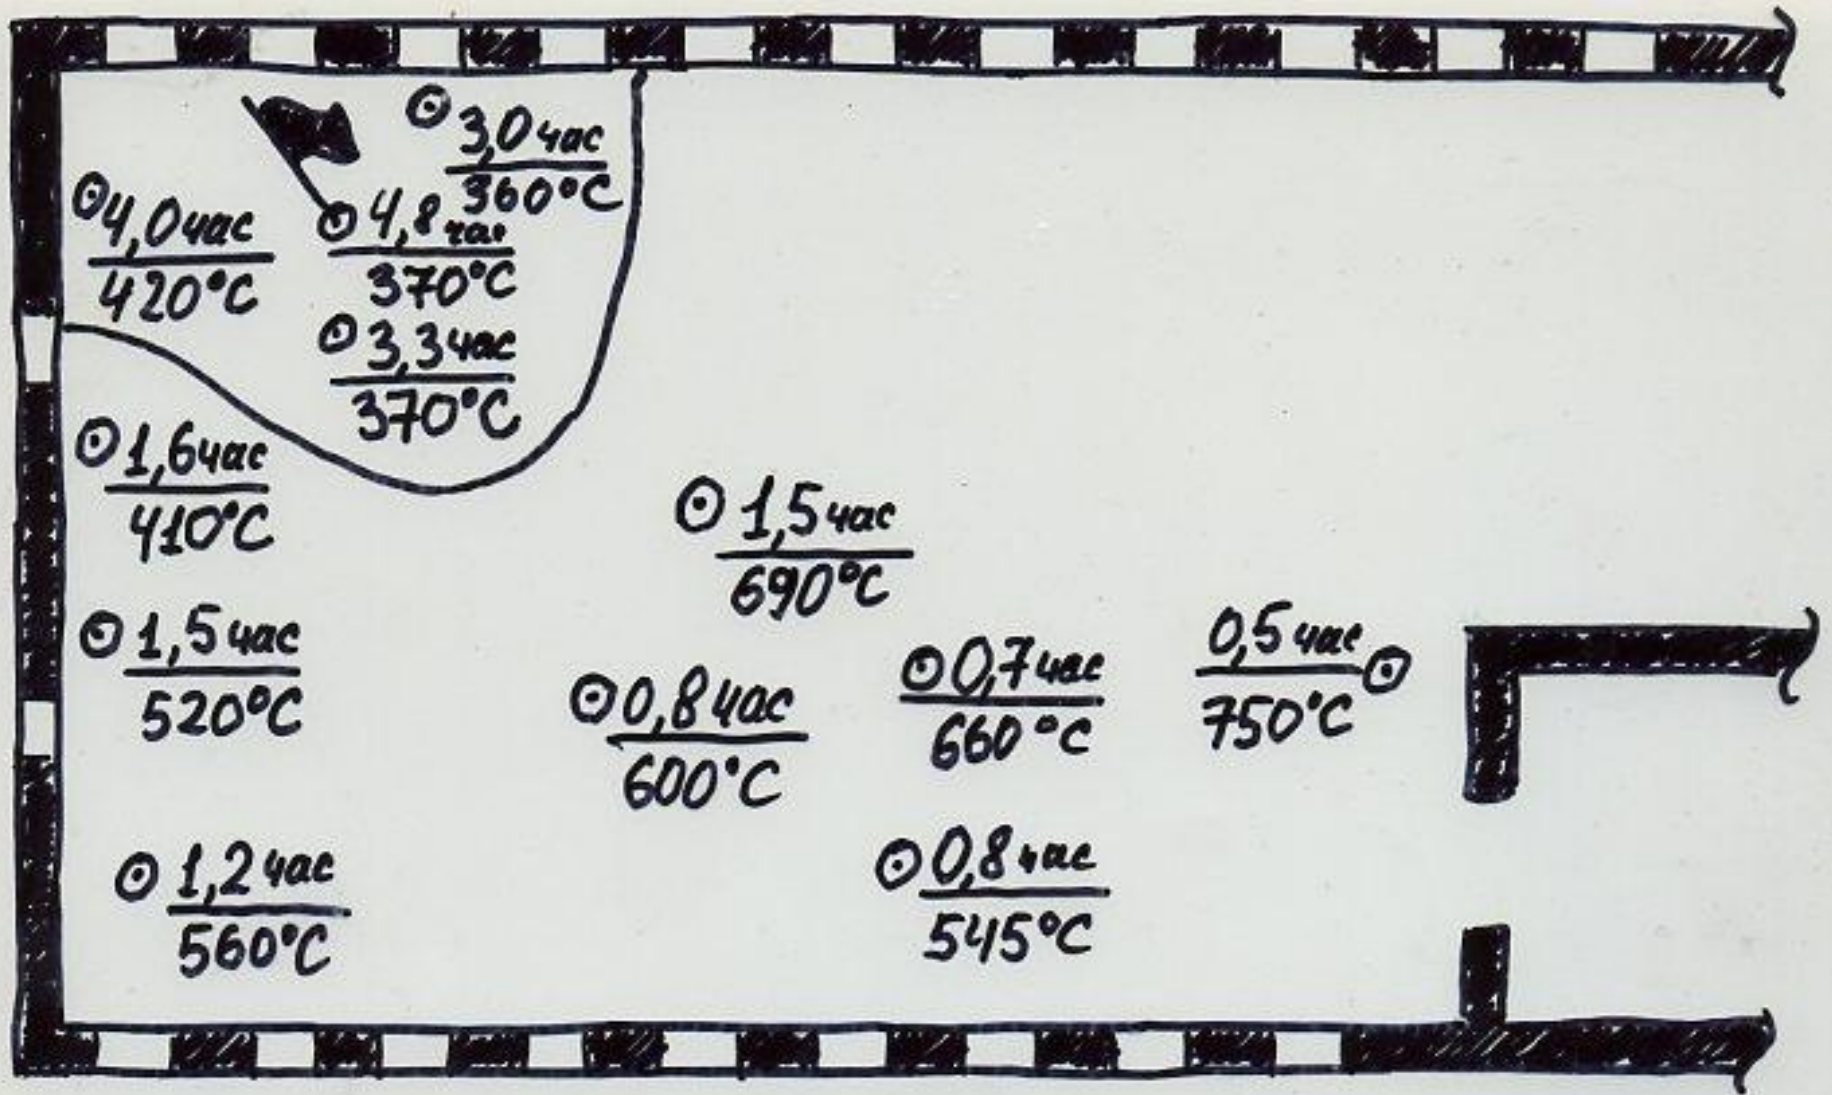 3,0 час
360°C
4,0 час
420°C
4,8 час
370°C
3,3 час
370°C
1,6 час
410°C
1,5 час
690°C
1,5 час
520°C
0,8 час
600°C
0,7 час
660°C
0,5 час
750°C
1,2 час
560°C
0,8 час
545°C